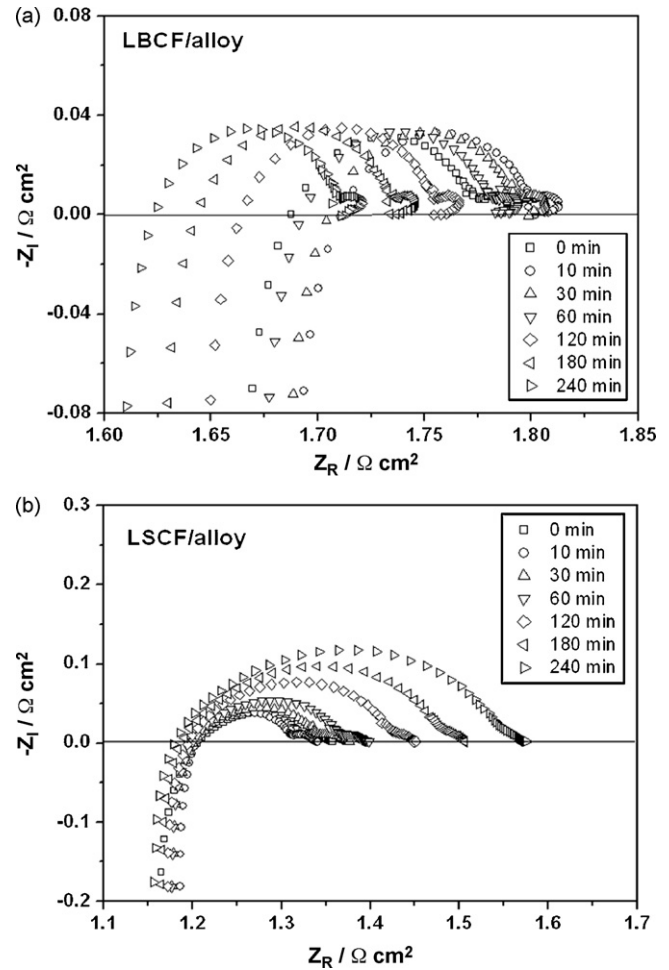 (a)
LBCF/alloy
0.08
0.04
0.00
-0.04
-0.08
-Z_I / Ω cm²
0 min
10 min
30 min
60 min
120 min
180 min
240 min
1.60 1.65 1.70 1.75 1.80 1.85
Z_R / Ω cm²
(b)
LSCF/alloy
0.3
0.2
0.1
0.0
-0.1
-0.2
-Z_I / Ω cm²
0 min
10 min
30 min
60 min
120 min
180 min
240 min
1.1 1.2 1.3 1.4 1.5 1.6 1.7
Z_R / Ω cm²